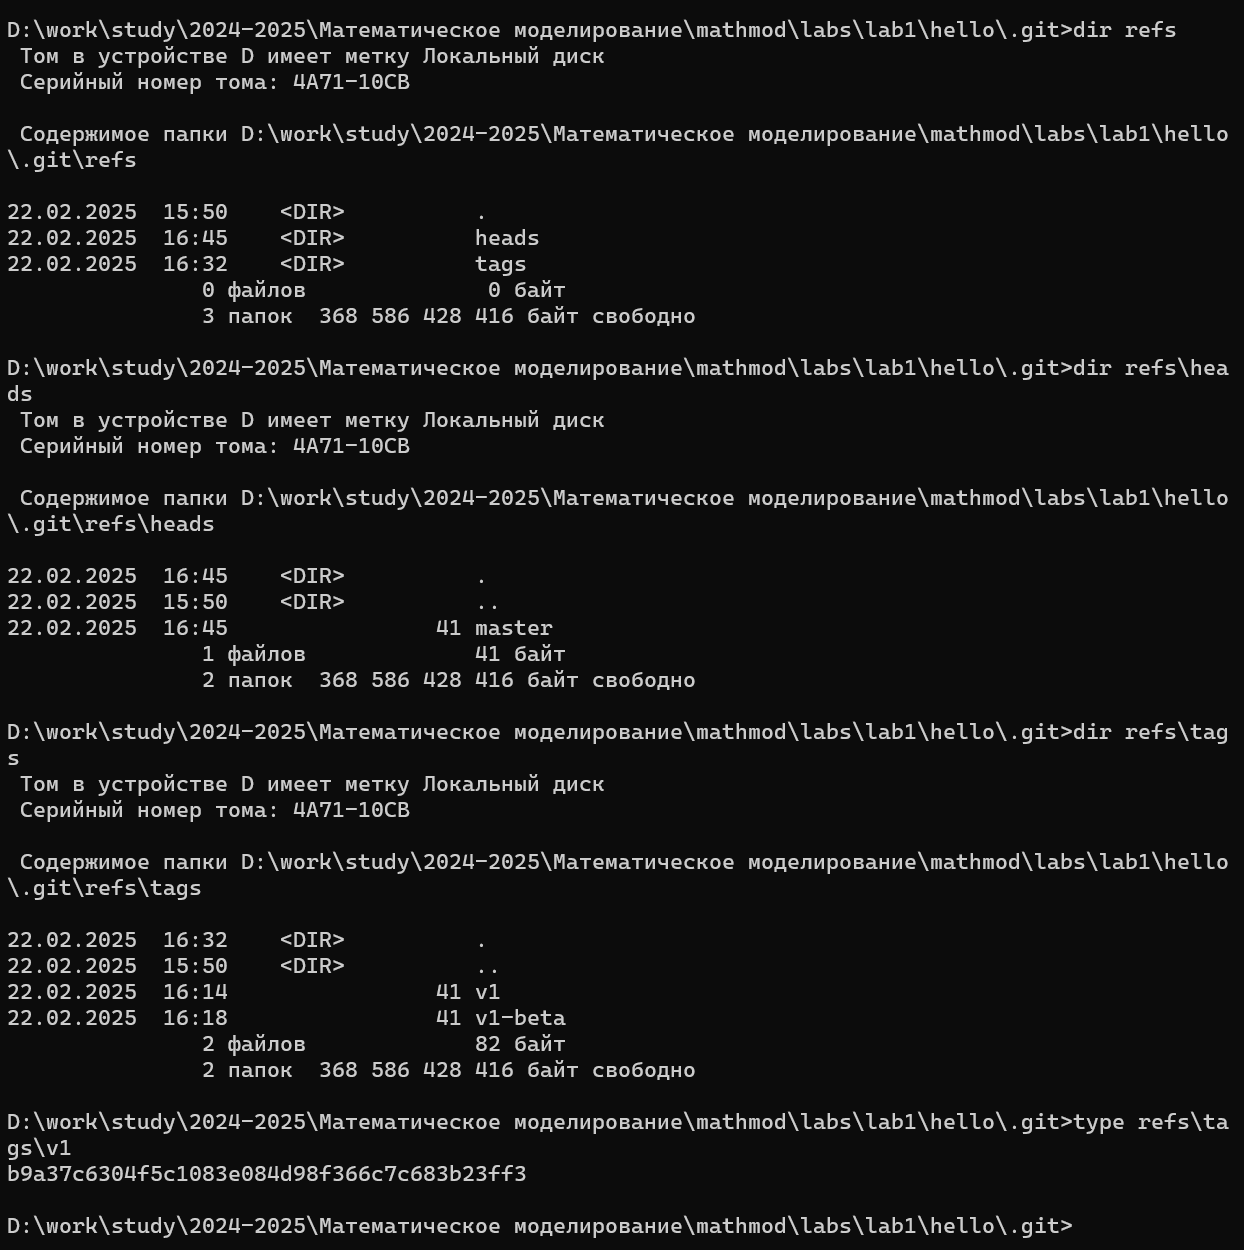 D:\work\study\2024-2025\Математическое моделирование\mathmod\labs\lab1\hello\.git>dir refs
 Том в устройстве D имеет метку Локальный диск
 Серийный номер тома: 4A71-10CB

 Содержимое папки D:\work\study\2024-2025\Математическое моделирование\mathmod\labs\lab1\hello
\.git\refs

22.02.2025  15:50    <DIR>          .
22.02.2025  16:45    <DIR>          heads
22.02.2025  16:32    <DIR>          tags
               0 файлов              0 байт
               3 папок  368 586 428 416 байт свободно

D:\work\study\2024-2025\Математическое моделирование\mathmod\labs\lab1\hello\.git>dir refs\hea
ds
 Том в устройстве D имеет метку Локальный диск
 Серийный номер тома: 4A71-10CB

 Содержимое папки D:\work\study\2024-2025\Математическое моделирование\mathmod\labs\lab1\hello
\.git\refs\heads

22.02.2025  16:45    <DIR>          .
22.02.2025  15:50    <DIR>          ..
22.02.2025  16:45                41 master
               1 файлов             41 байт
               2 папок  368 586 428 416 байт свободно

D:\work\study\2024-2025\Математическое моделирование\mathmod\labs\lab1\hello\.git>dir refs\tag
s
 Том в устройстве D имеет метку Локальный диск
 Серийный номер тома: 4A71-10CB

 Содержимое папки D:\work\study\2024-2025\Математическое моделирование\mathmod\labs\lab1\hello
\.git\refs\tags

22.02.2025  16:32    <DIR>          .
22.02.2025  15:50    <DIR>          ..
22.02.2025  16:14                41 v1
22.02.2025  16:18                41 v1-beta
               2 файлов             82 байт
               2 папок  368 586 428 416 байт свободно

D:\work\study\2024-2025\Математическое моделирование\mathmod\labs\lab1\hello\.git>type refs\ta
gs\v1
b9a37c6304f5c1083e084d98f366c7c683b23ff3

D:\work\study\2024-2025\Математическое моделирование\mathmod\labs\lab1\hello\.git>